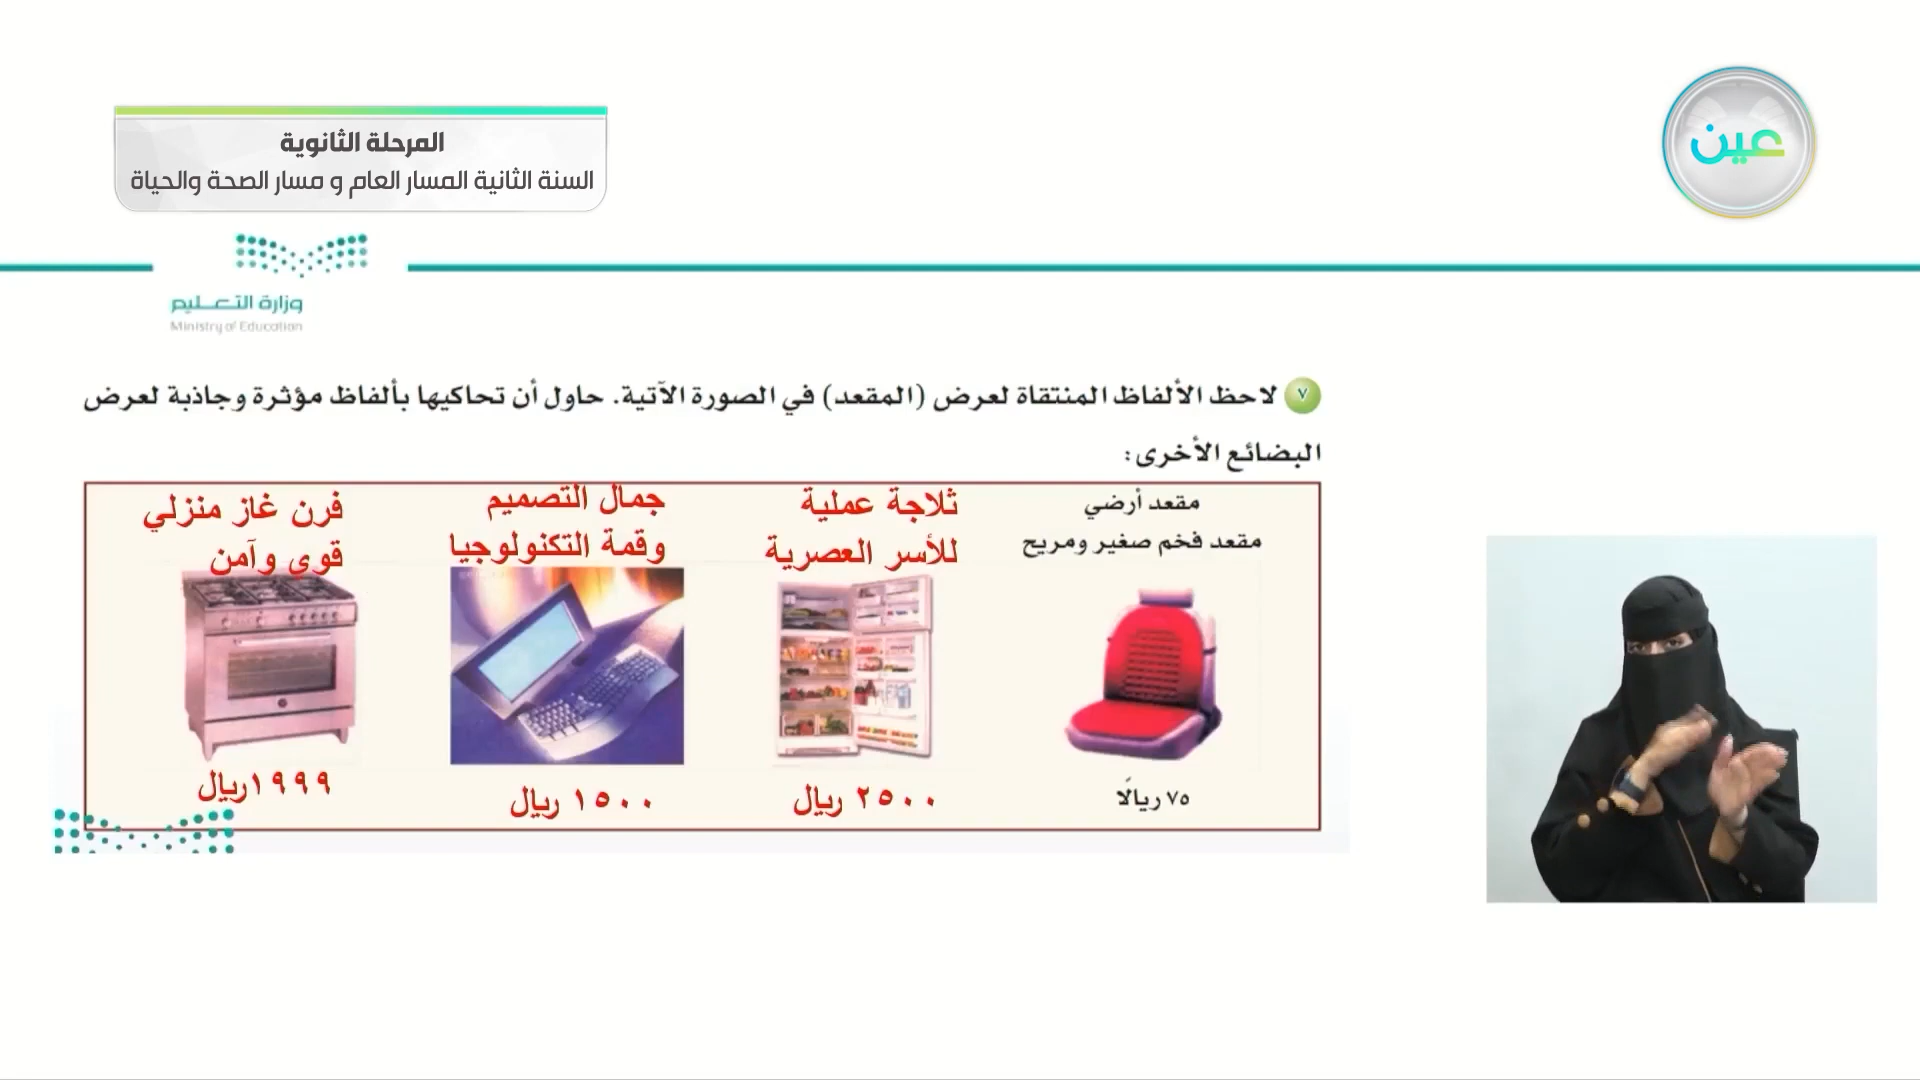 المرحلة الثانوية
السنة الثانية المسار العام و مسار الصحة والحياة
عين
وزارة التعليم
Ministry of Education
٧ لاحظ الألفاظ المنتقاة لعرض (المقعد) في الصورة الآتية. حاول أن تحاكيها بألفاظ مؤثرة وجاذبة لعرض
البضائع الأخرى:
مقعد أرضي
مقعد فخم صغير ومريح
٧٥ ريالًا
ثلاجة عملية
للأسر العصرية
٢٥٠٠ ريال
جمال التصميم
وقمة التكنولوجيا
١٥٠٠ ريال
فرن غاز منزلي
قوي وآمن
١٩٩٩ريال